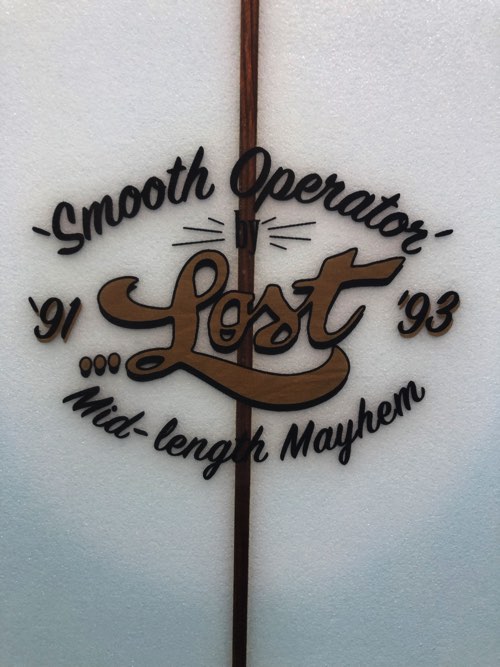 `Smooth Operator´
by
'91 ...Lost '93
Mid-length Mayhem